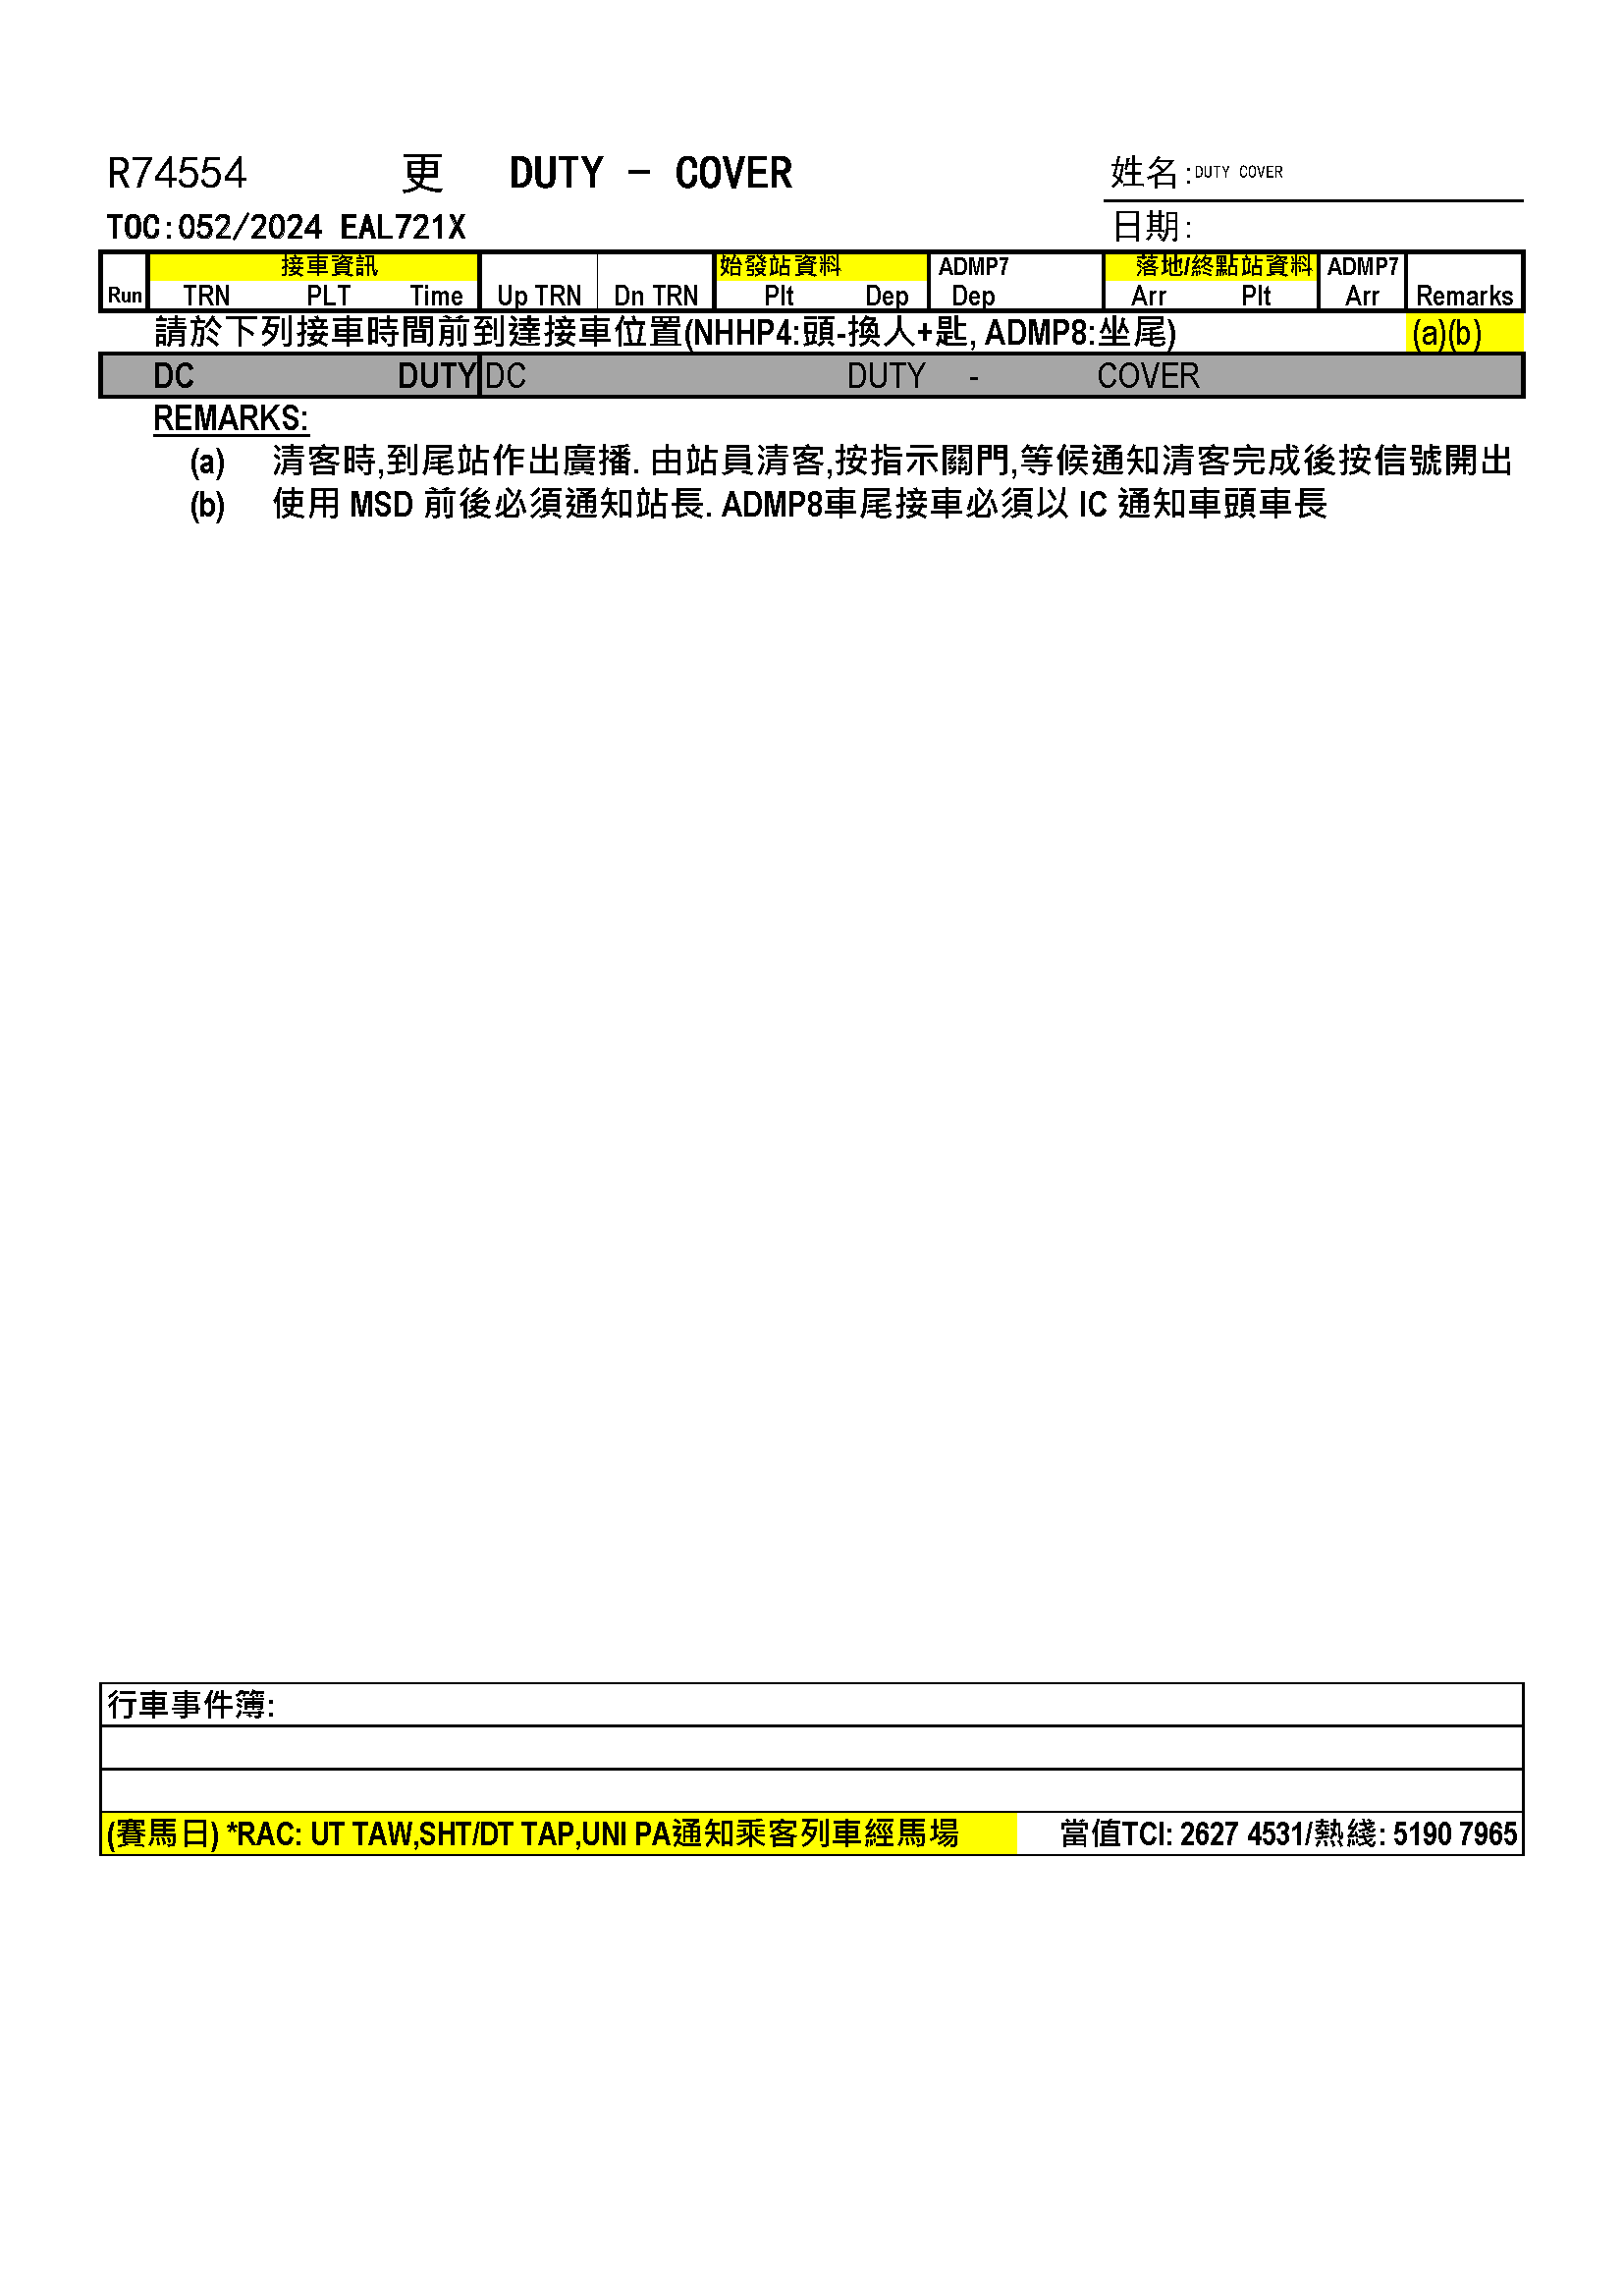 R74554 更 DUTY - COVER 姓名:DUTY COVER
TOC:052/2024 EAL721X 日期:
接車資訊 始發站資料 ADMP7 落地/終點站資料 ADMP7
Run TRN PLT Time Up TRN Dn TRN Plt Dep Dep Arr Plt Arr Remarks
請於下列接車時間前到達接車位置(NHHP4:頭-換人+匙, ADMP8:坐尾) (a)(b)
DC DUTY DC DUTY - COVER
REMARKS:
(a) 清客時,到尾站作出廣播. 由站員清客,按指示關門,等候通知清客完成後按信號開出
(b) 使用 MSD 前後必須通知站長. ADMP8車尾接車必須以 IC 通知車頭車長
行車事件簿:
(賽馬日) *RAC: UT TAW,SHT/DT TAP,UNI PA通知乘客列車經馬場 當值TCI: 2627 4531/熱綫: 5190 7965